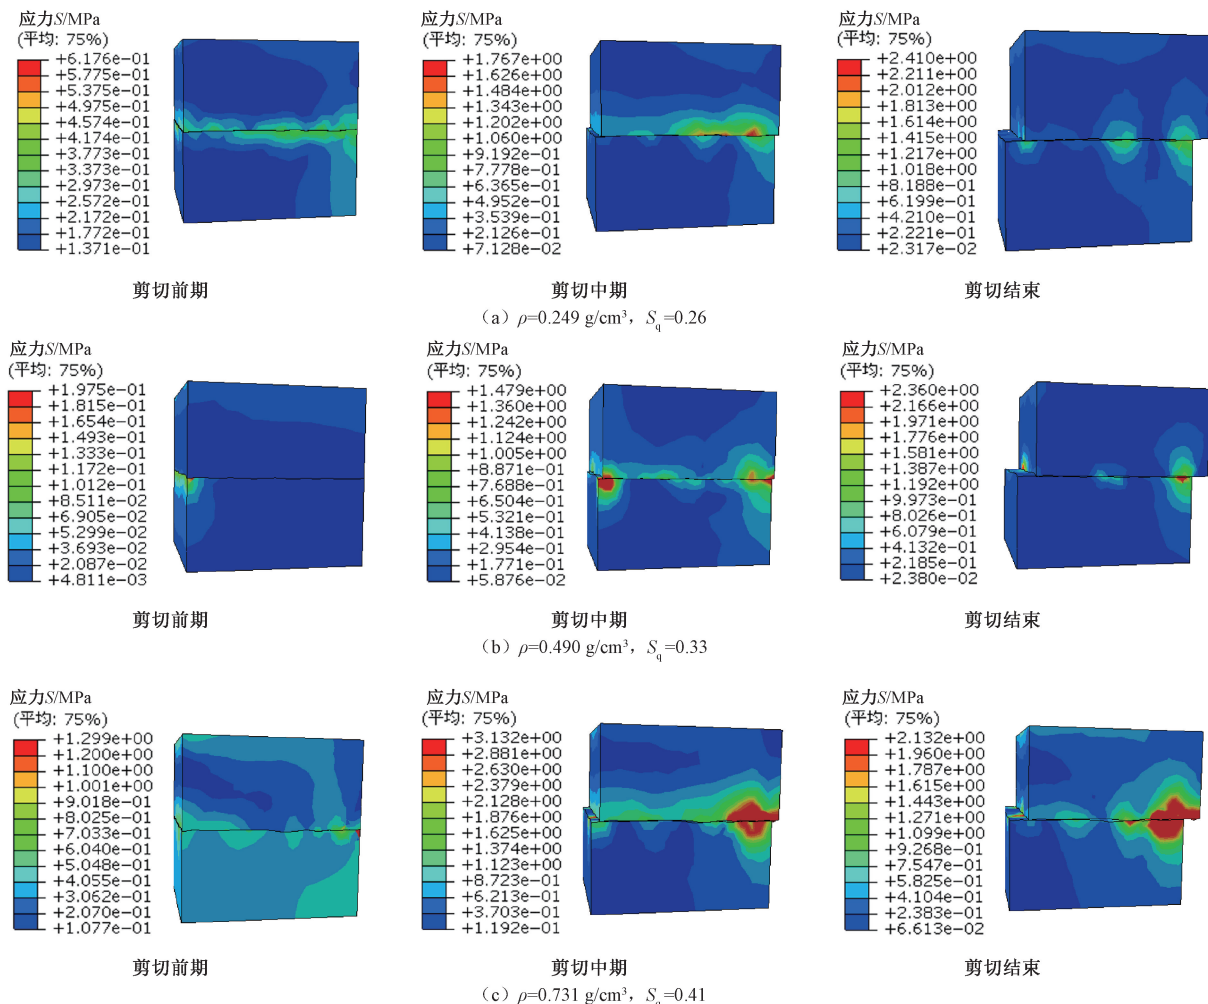 应力S/MPa
(平均: 75%)
+6.176e−01
+5.775e−01
+5.375e−01
+4.975e−01
+4.574e−01
+4.174e−01
+3.773e−01
+3.373e−01
+2.973e−01
+2.572e−01
+2.172e−01
+1.772e−01
+1.371e−01
剪切前期
应力S/MPa
(平均: 75%)
+1.767e+00
+1.626e+00
+1.484e+00
+1.343e+00
+1.202e+00
+1.060e+00
+9.192e−01
+7.778e−01
+6.365e−01
+4.952e−01
+3.539e−01
+2.126e−01
+7.128e−02
剪切中期
应力S/MPa
(平均: 75%)
+2.410e+00
+2.211e+00
+2.012e+00
+1.813e+00
+1.614e+00
+1.415e+00
+1.217e+00
+1.018e+00
+8.188e−01
+6.199e−01
+4.210e−01
+2.221e−01
+2.317e−02
剪切结束
（a）ρ=0.249 g/cm³，Sq=0.26
应力S/MPa
(平均: 75%)
+1.975e−01
+1.815e−01
+1.654e−01
+1.493e−01
+1.333e−01
+1.172e−01
+1.012e−01
+8.511e−02
+6.905e−02
+5.299e−02
+3.693e−02
+2.087e−02
+4.811e−03
剪切前期
应力S/MPa
(平均: 75%)
+1.479e+00
+1.360e+00
+1.242e+00
+1.124e+00
+1.005e+00
+8.871e−01
+7.688e−01
+6.504e−01
+5.321e−01
+4.138e−01
+2.954e−01
+1.771e−01
+5.876e−02
剪切中期
应力S/MPa
(平均: 75%)
+2.360e+00
+2.166e+00
+1.971e+00
+1.776e+00
+1.581e+00
+1.387e+00
+1.192e+00
+9.973e−01
+8.026e−01
+6.079e−01
+4.132e−01
+2.185e−01
+2.380e−02
剪切结束
（b）ρ=0.490 g/cm³，Sq=0.33
应力S/MPa
(平均: 75%)
+1.299e+00
+1.200e+00
+1.100e+00
+1.001e+00
+9.018e−01
+8.025e−01
+7.033e−01
+6.040e−01
+5.048e−01
+4.055e−01
+3.062e−01
+2.070e−01
+1.077e−01
剪切前期
应力S/MPa
(平均: 75%)
+3.132e+00
+2.881e+00
+2.630e+00
+2.379e+00
+2.128e+00
+1.876e+00
+1.625e+00
+1.374e+00
+1.123e+00
+8.723e−01
+6.213e−01
+3.703e−01
+1.192e−01
剪切中期
应力S/MPa
(平均: 75%)
+2.132e+00
+1.960e+00
+1.787e+00
+1.615e+00
+1.443e+00
+1.271e+00
+1.099e+00
+9.268e−01
+7.547e−01
+5.825e−01
+4.104e−01
+2.383e−01
+6.613e−02
剪切结束
（c）ρ=0.731 g/cm³，Sq=0.41